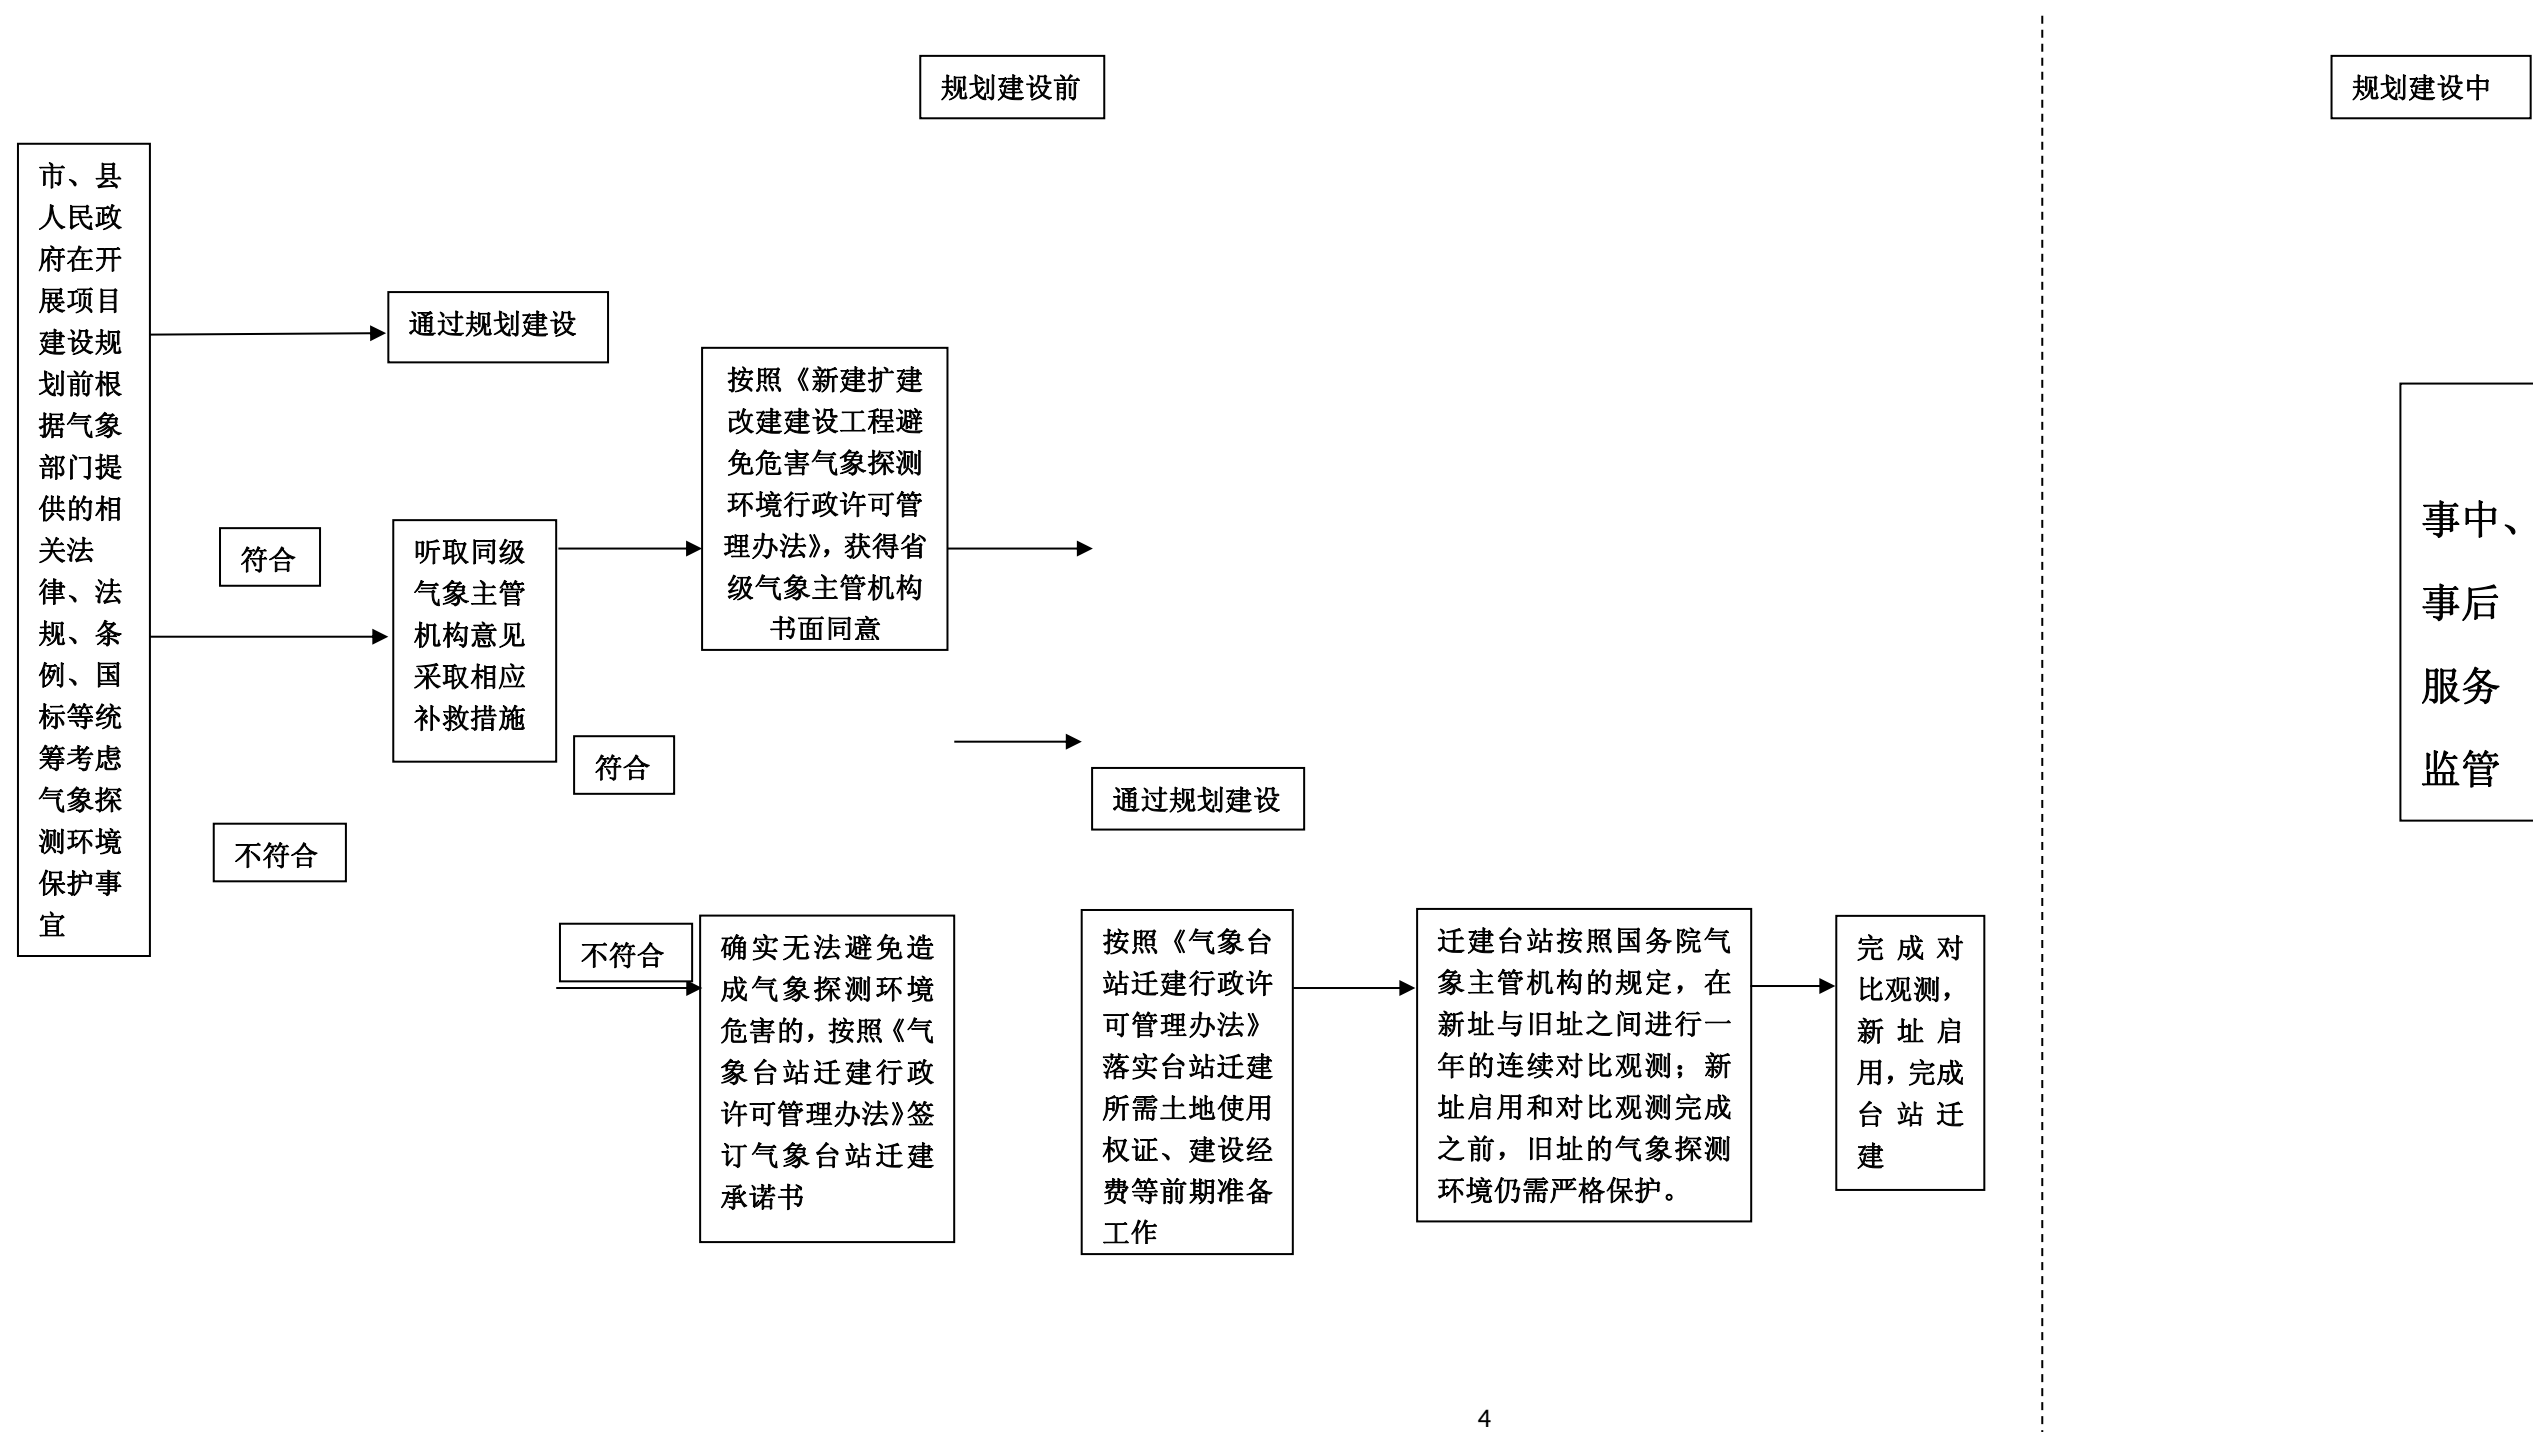 规划建设前
规划建设中
市、县
人民政
府在开
展项目
建设规
划前根
据气象
部门提
供的相
关法
律、法
规、条
例、国
标等统
筹考虑
气象探
测环境
保护事
宜
通过规划建设
符合
不符合
听取同级
气象主管
机构意见
采取相应
补救措施
按照《新建扩建
改建建设工程避
免危害气象探测
环境行政许可管
理办法》，获得省
级气象主管机构
书面同意
符合
通过规划建设
不符合
确实无法避免造
成气象探测环境
危害的，按照《气
象台站迁建行政
许可管理办法》签
订气象台站迁建
承诺书
按照《气象台
站迁建行政许
可管理办法》
落实台站迁建
所需土地使用
权证、建设经
费等前期准备
工作
迁建台站按照国务院气
象主管机构的规定，在
新址与旧址之间进行一
年的连续对比观测；新
址启用和对比观测完成
之前，旧址的气象探测
环境仍需严格保护。
完成对
比观测，
新址启
用，完成
台站迁
建
事中、
事后
服务
监管
4